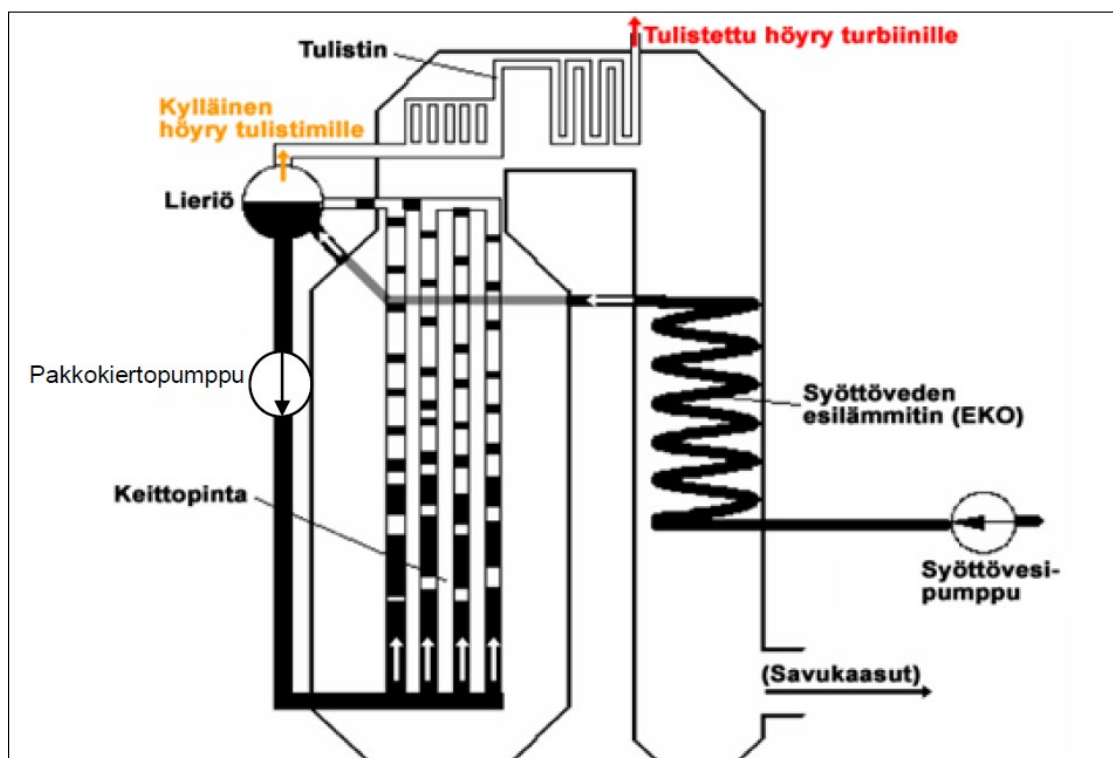 Tulistettu höyry turbiinille
Tulistin
Kylläinen
höyry tulistimille
Lieriö
Pakkokiertopumppu
Syöttöveden
esilämmitin (EKO)
Keittopinta
Syöttövesi-
pumppu
(Savukaasut)